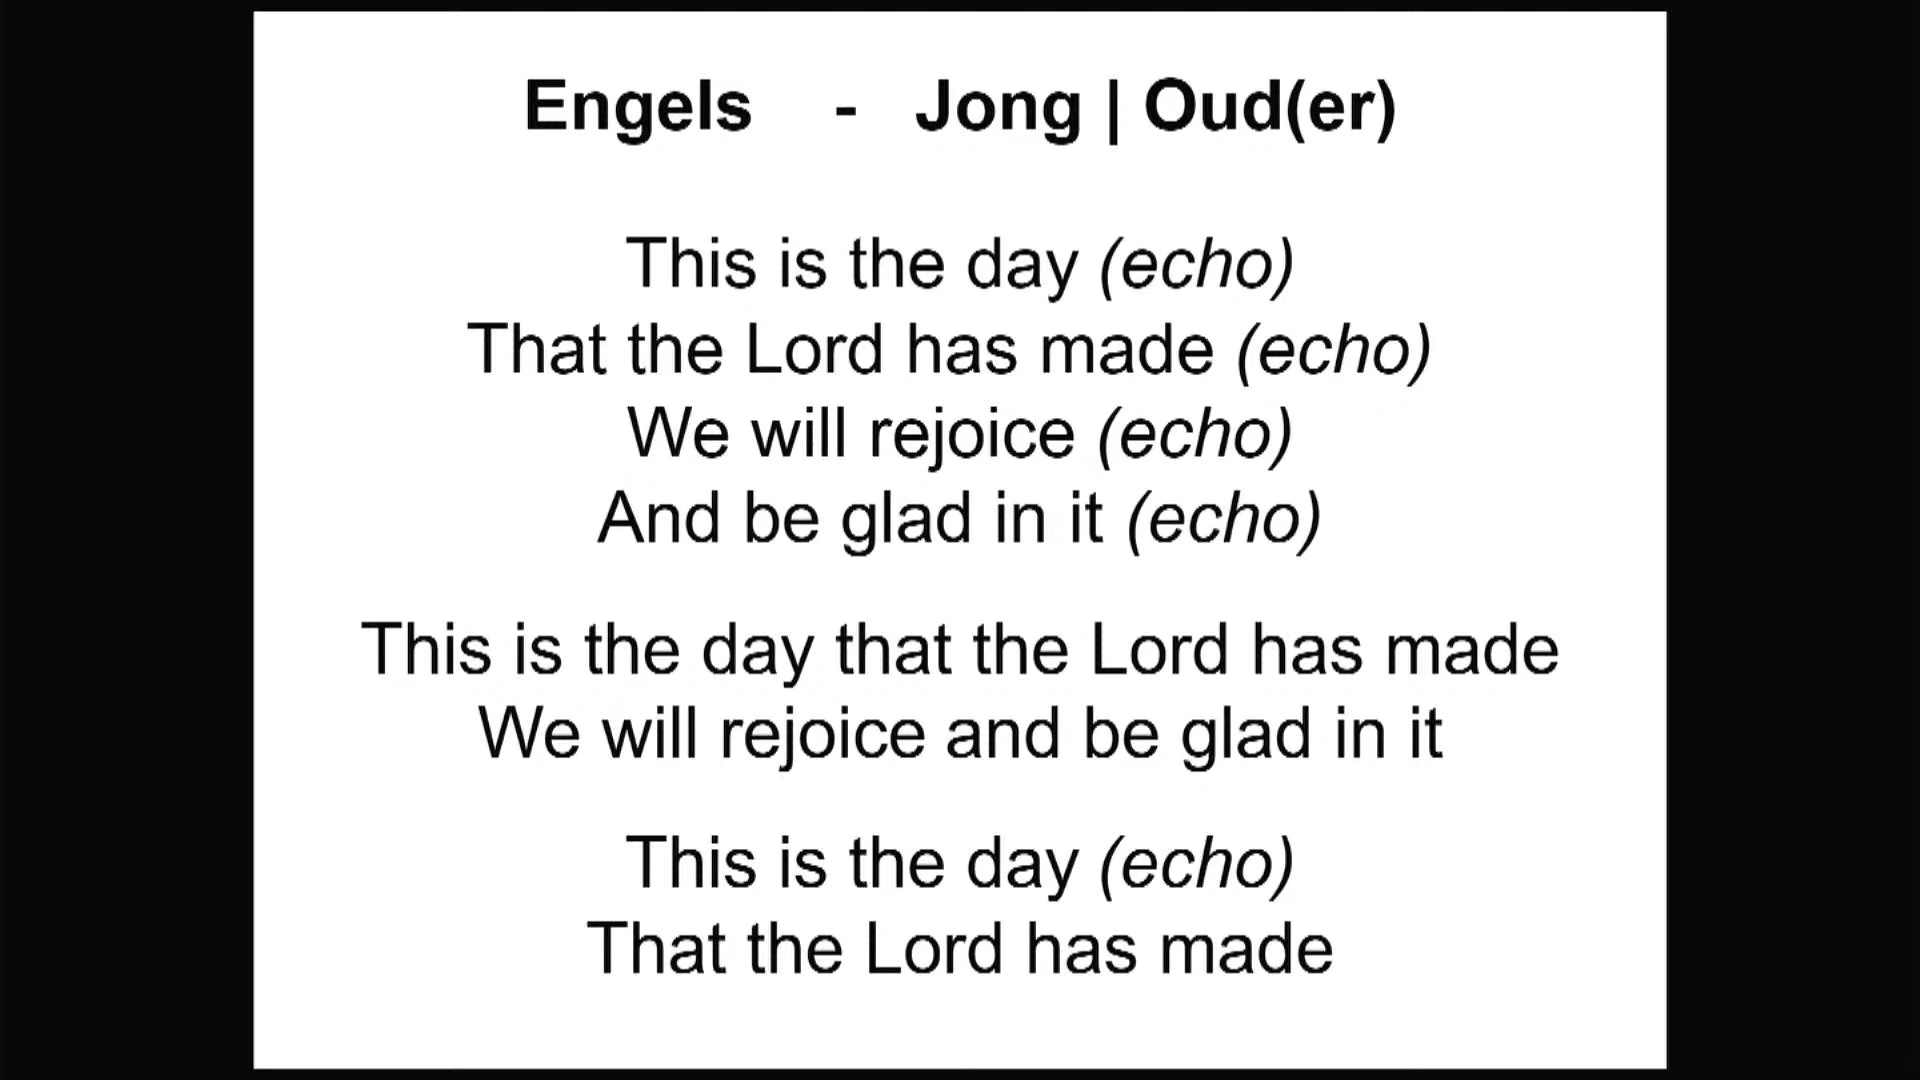 Engels - Jong | Oud(er)
This is the day (echo)
That the Lord has made (echo)
We will rejoice (echo)
And be glad in it (echo)
This is the day that the Lord has made
We will rejoice and be glad in it
This is the day (echo)
That the Lord has made